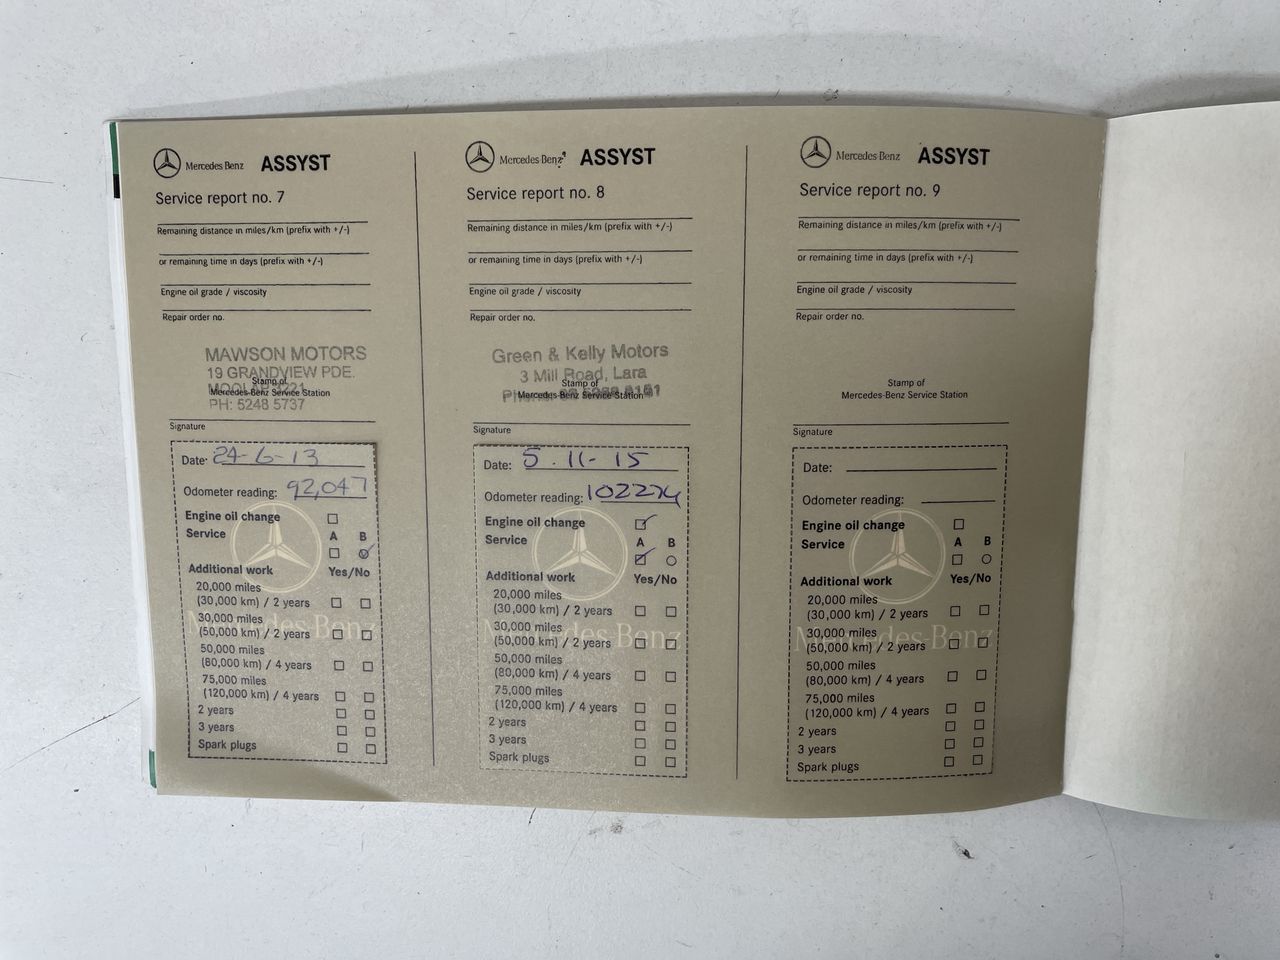 Mercedes Benz ASSYST
Service report no. 7
Remaining distance in miles/km (prefix with +/-)
or remaining time in days (prefix with +/-)
Engine oil grade / viscosity
Repair order no.
MAWSON MOTORS
19 GRANDVIEW PDE.
MOOLAP 3221
Stamp of
Mercedes-Benz Service Station
PH: 5248 5737
Signature
Date: 24-6-13
Odometer reading: 92,047
Engine oil change
Service A B
Additional work Yes/No
20,000 miles
(30,000 km) / 2 years
30,000 miles
(50,000 km) / 2 years
50,000 miles
(80,000 km) / 4 years
75,000 miles
(120,000 km) / 4 years
2 years
3 years
Spark plugs
Mercedes-Benz
Mercedes Benz ASSYST
Service report no. 8
Remaining distance in miles/km (prefix with +/-)
or remaining time in days (prefix with +/-)
Engine oil grade / viscosity
Repair order no.
Green & Kelly Motors
3 Mill Road, Lara
Stamp of
Mercedes-Benz Service Station
Signature
Date: 5.11-15
Odometer reading:
Engine oil change
Service A B
Additional work Yes/No
20,000 miles
(30,000 km) / 2 years
30,000 miles
(50,000 km) / 2 years
50,000 miles
(80,000 km) / 4 years
75,000 miles
(120,000 km) / 4 years
2 years
3 years
Spark plugs
Mercedes-Benz
Mercedes-Benz ASSYST
Service report no. 9
Remaining distance in miles/km (prefix with +/-)
or remaining time in days (prefix with +/-)
Engine oil grade / viscosity
Repair order no.
Stamp of
Mercedes-Benz Service Station
Signature
Date:
Odometer reading:
Engine oil change
Service A B
Additional work Yes/No
20,000 miles
(30,000 km) / 2 years
30,000 miles
(50,000 km) / 2 years
50,000 miles
(80,000 km) / 4 years
75,000 miles
(120,000 km) / 4 years
2 years
3 years
Spark plugs
Mercedes-Benz